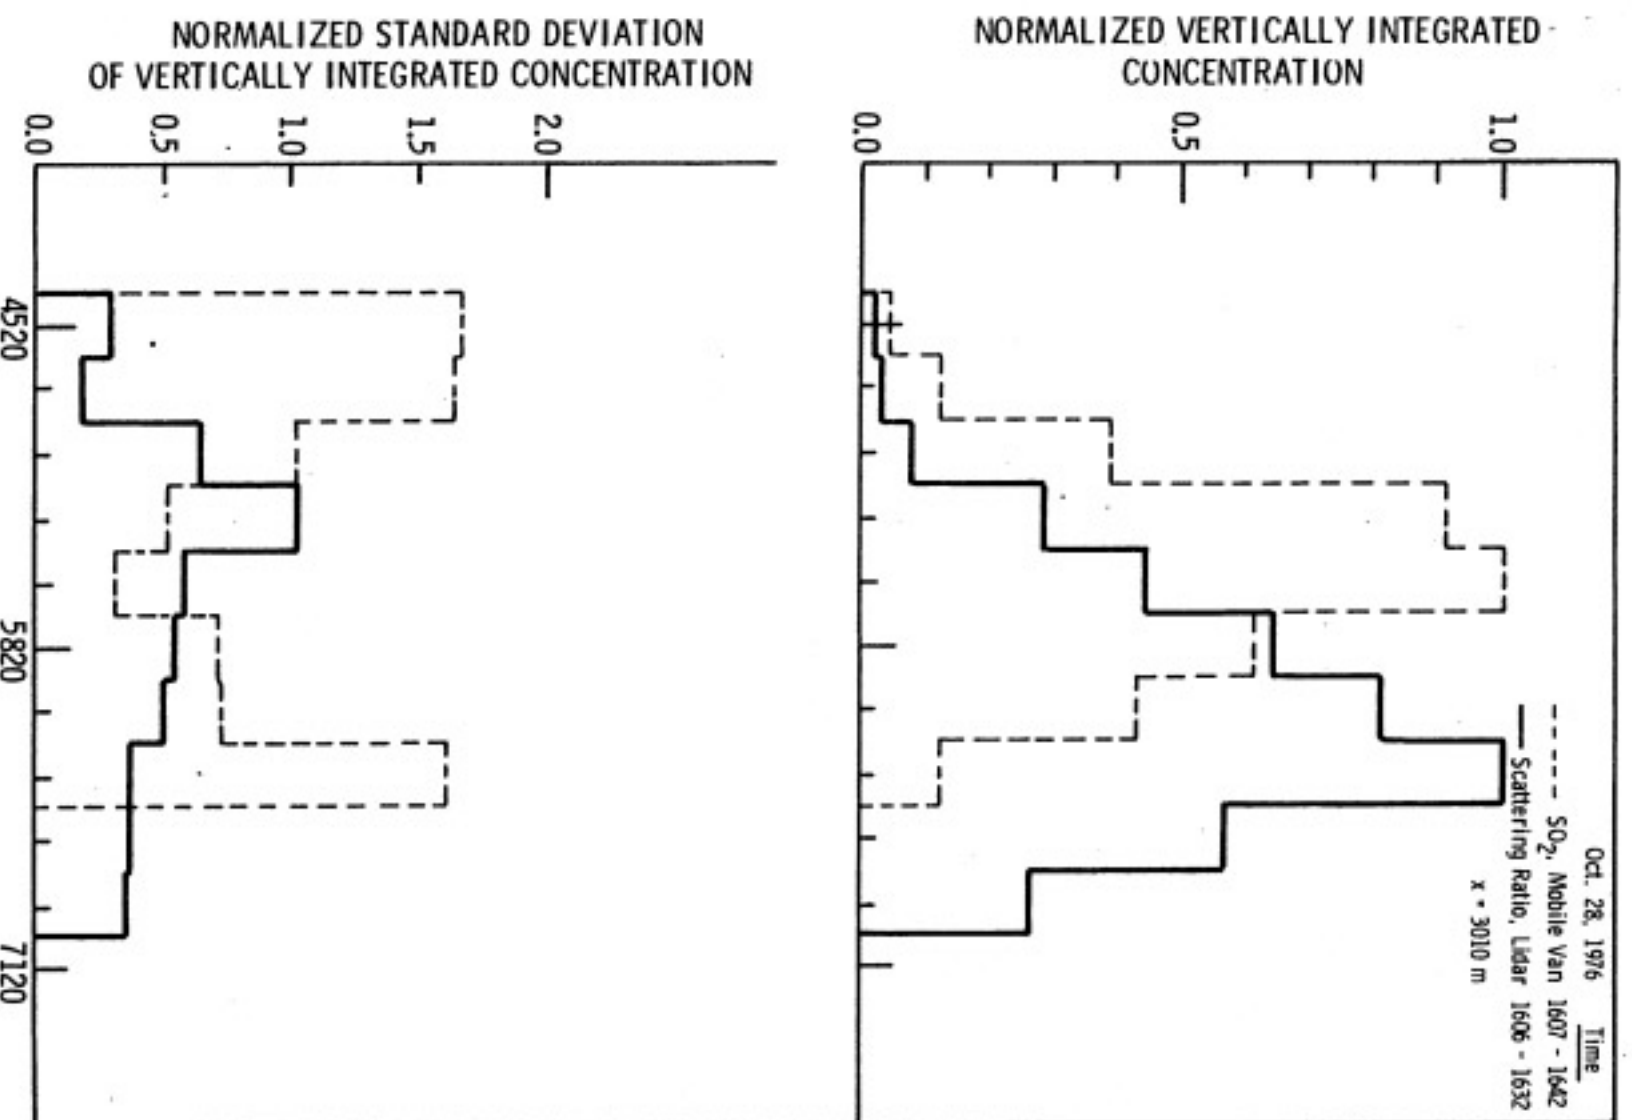 NORMALIZED STANDARD DEVIATION
OF VERTICALLY INTEGRATED CONCENTRATION
0.0
0.5
1.0
1.5
2.0
4520
5820
7120
NORMALIZED VERTICALLY INTEGRATED
CONCENTRATION
0.0
0.5
1.0
Oct. 28, 1976 Time
SO2, Mobile Van 1607 - 1642
Scattering Ratio, Lidar 1606 - 1632
x = 3010 m